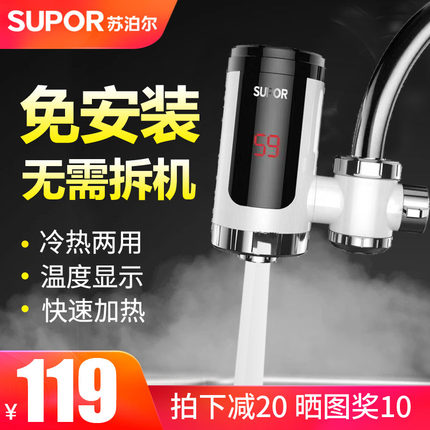 SUPOR苏泊尔
免安装
无需拆机
冷热两用
温度显示
快速加热
SUPOR
59
¥119
拍下减20 晒图奖10